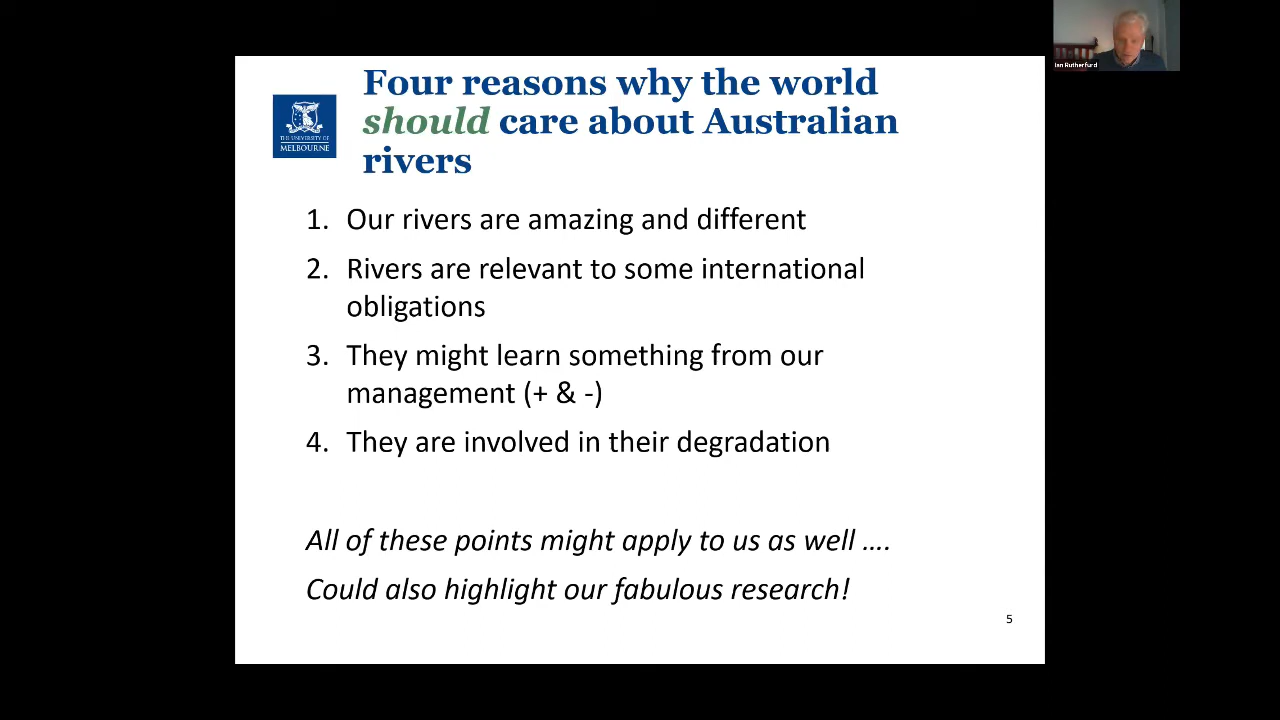 Ian Rutherfurd
Four reasons why the world
should care about Australian
rivers
THE UNIVERSITY OF
MELBOURNE
1. Our rivers are amazing and different
2. Rivers are relevant to some international
obligations
3. They might learn something from our
management (+ & -)
4. They are involved in their degradation
All of these points might apply to us as well ....
Could also highlight our fabulous research!
5